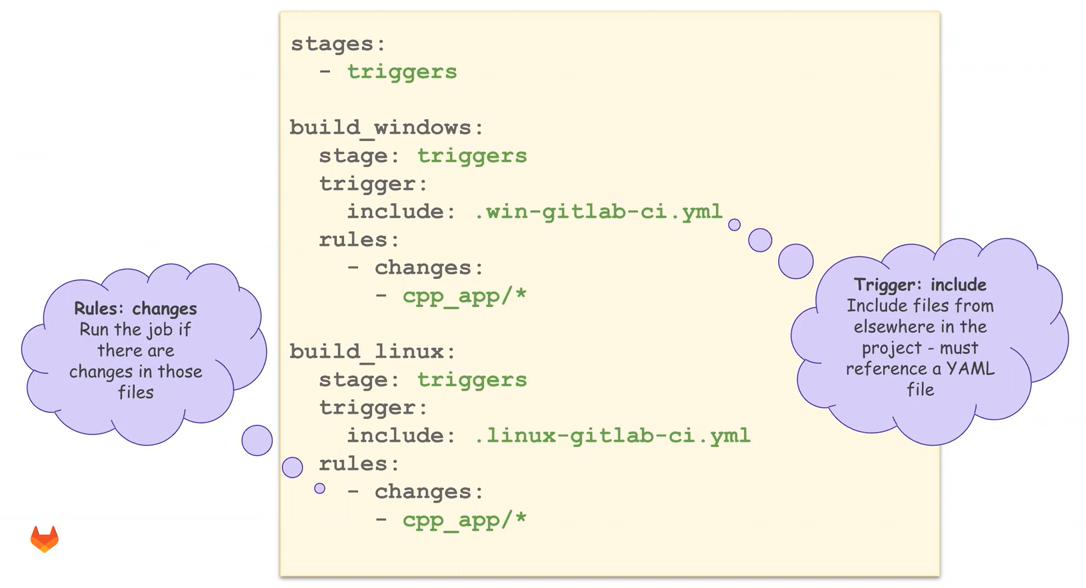 stages:
- triggers
build_windows:
stage: triggers
trigger:
include: .win-gitlab-ci.yml
rules:
- changes:
- cpp_app/*
build_linux:
stage: triggers
trigger:
include: .linux-gitlab-ci.yml
rules:
- changes:
- cpp_app/*
Rules: changes
Run the job if
there are
changes in those
files
Trigger: include
Include files from
elsewhere in the
project - must
reference a YAML
file